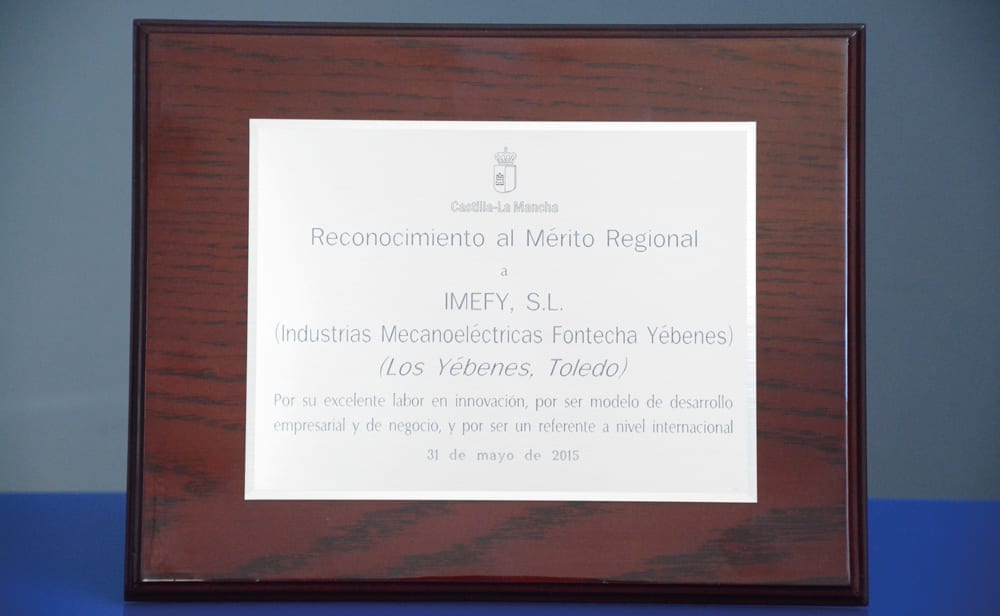 Castilla-La Mancha
Reconocimiento al Mérito Regional
a
IMEFY, S.L.
(Industrias Mecanoeléctricas Fontecha Yébenes)
(Los Yébenes, Toledo)
Por su excelente labor en innovación, por ser modelo de desarrollo
empresarial y de negocio, y por ser un referente a nivel internacional
31 de mayo de 2015